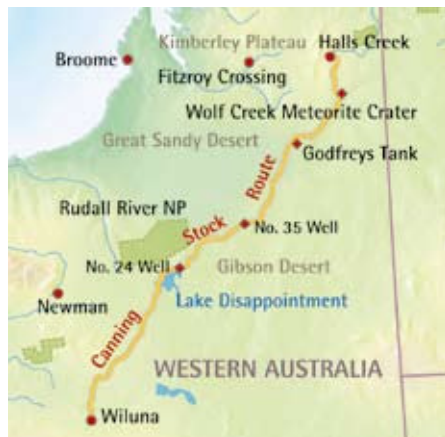 Kimberley Plateau
Halls Creek
Broome
Fitzroy Crossing
Wolf Creek Meteorite Crater
Great Sandy Desert
Godfreys Tank
Route
Rudall River NP
Stock
No. 35 Well
No. 24 Well
Gibson Desert
Newman
Lake Disappointment
Canning
WESTERN AUSTRALIA
Wiluna